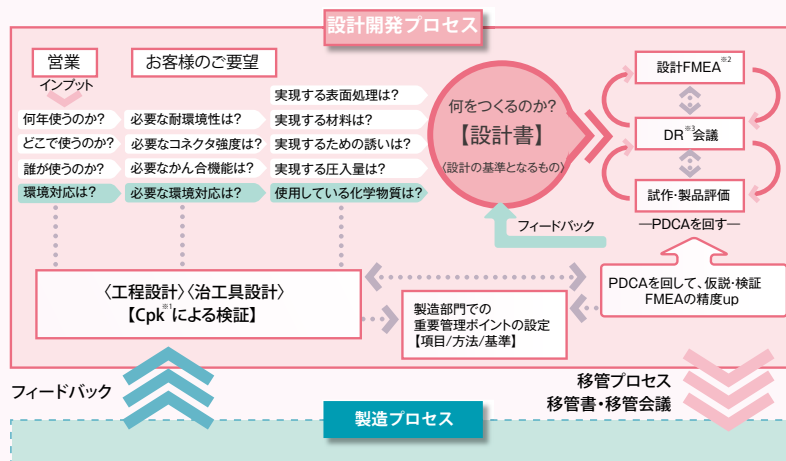 設計開発プロセス
営業
インプット
お客様のご要望
実現する表面処理は?
何年使うのか?
必要な耐環境性は?
実現する材料は?
どこで使うのか?
必要なコネクタ強度は?
実現するための誘いは?
誰が使うのか?
必要なかん合機能は?
実現する圧入量は?
環境対応は?
必要な環境対応は?
使用している化学物質は?
何をつくるのか?
【設計書】
〈設計の基準となるもの〉
設計FMEA※2
DR※3会議
試作・製品評価
―PDCAを回す―
フィードバック
〈工程設計〉〈治工具設計〉
【Cpk※1による検証】
製造部門での
重要管理ポイントの設定
【項目/方法/基準】
PDCAを回して、仮説・検証
FMEAの精度up
フィードバック
移管プロセス
移管書・移管会議
製造プロセス